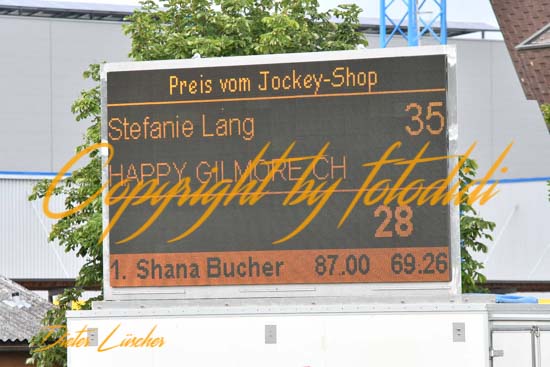 Preis vom Jockey-Shop
Stefanie Lang 35
HAPPY GILMORE CH
Copyright by fotodidi
28
1. Shana Bucher 87.00 69.26
Dieter Lüscher